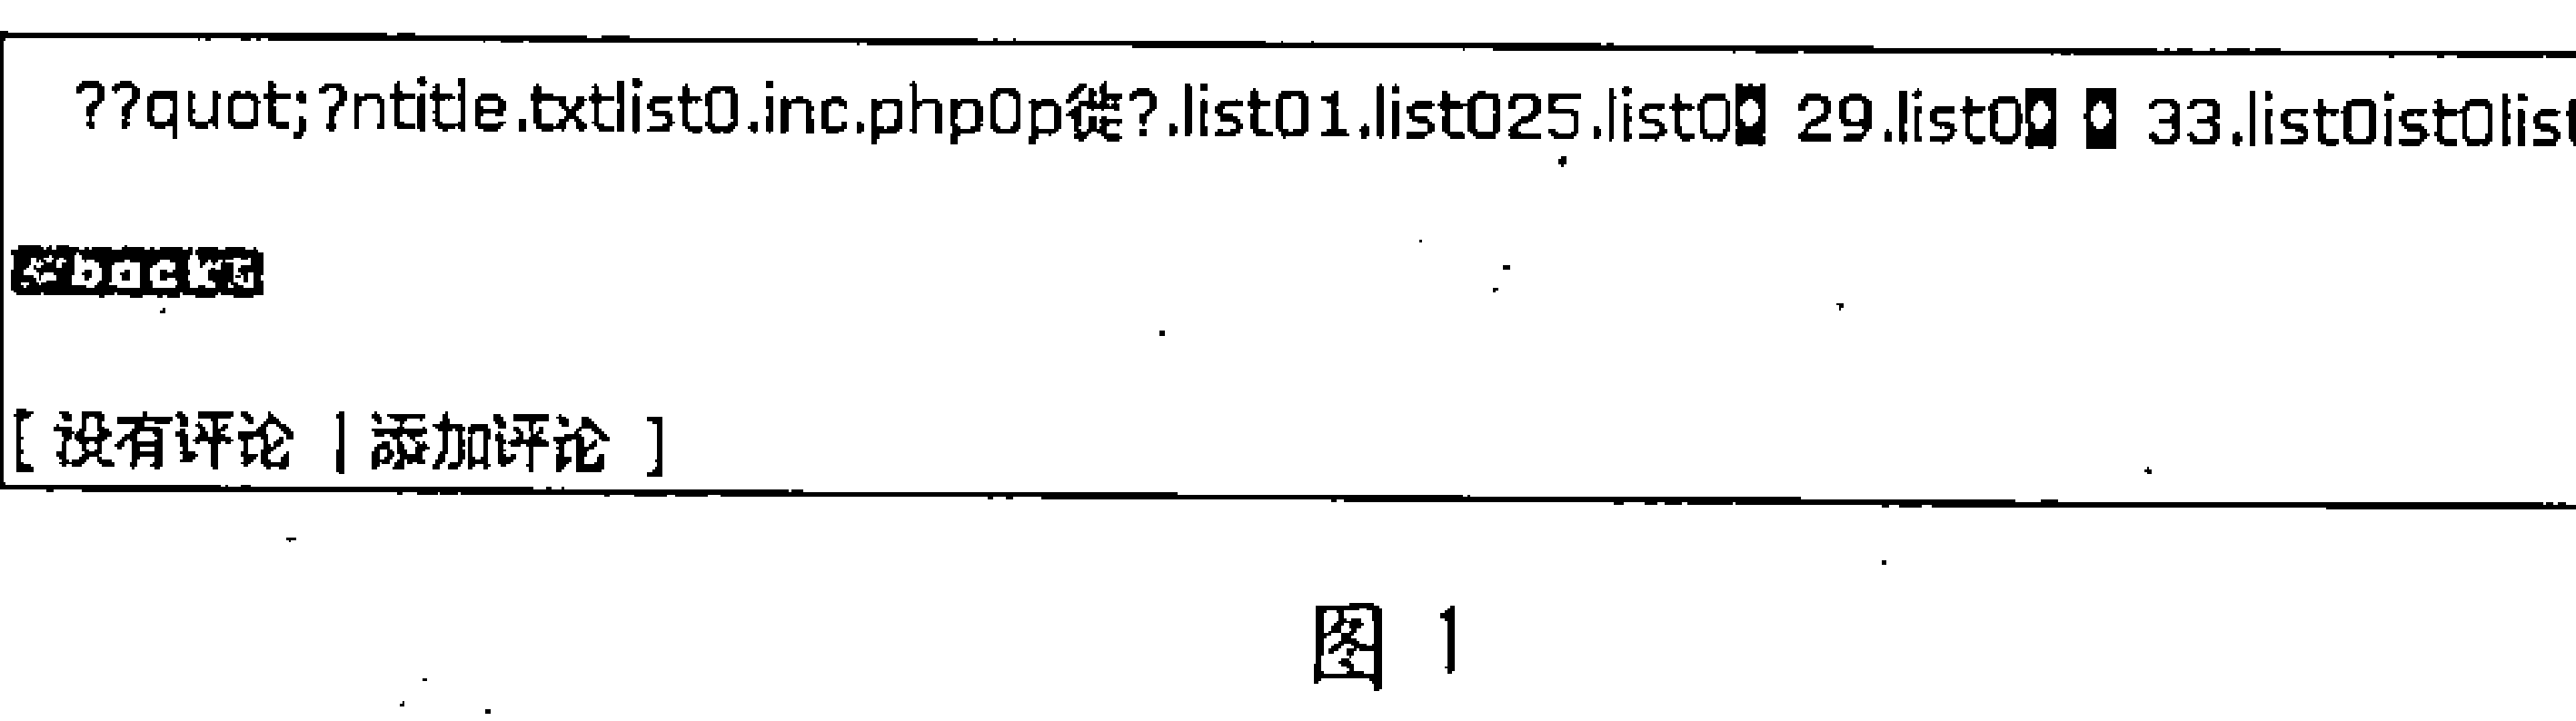 ??quot;?ntitle.txtlist0.inc.php0p徙?.list01.list025.list0◘ 29.list0◘ ◘ 33.list0ist0list
back
[ 没有评论 | 添加评论 ]
图 1